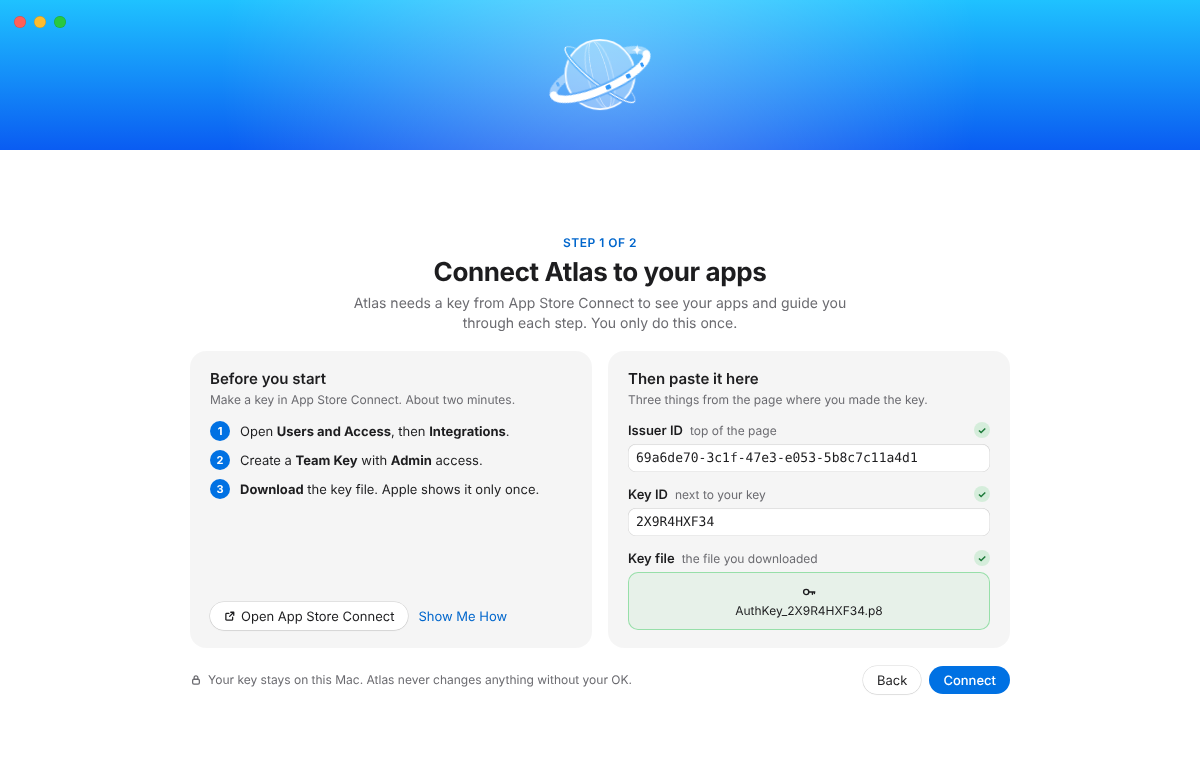 STEP 1 OF 2
Connect Atlas to your apps
Atlas needs a key from App Store Connect to see your apps and guide you
through each step. You only do this once.
Before you start
Make a key in App Store Connect. About two minutes.
1 Open Users and Access, then Integrations.
2 Create a Team Key with Admin access.
3 Download the key file. Apple shows it only once.
Open App Store Connect Show Me How
Then paste it here
Three things from the page where you made the key.
Issuer ID top of the page
69a6de70-3c1f-47e3-e053-5b8c7c11a4d1
Key ID next to your key
2X9R4HXF34
Key file the file you downloaded
AuthKey_2X9R4HXF34.p8
Your key stays on this Mac. Atlas never changes anything without your OK.
Back Connect